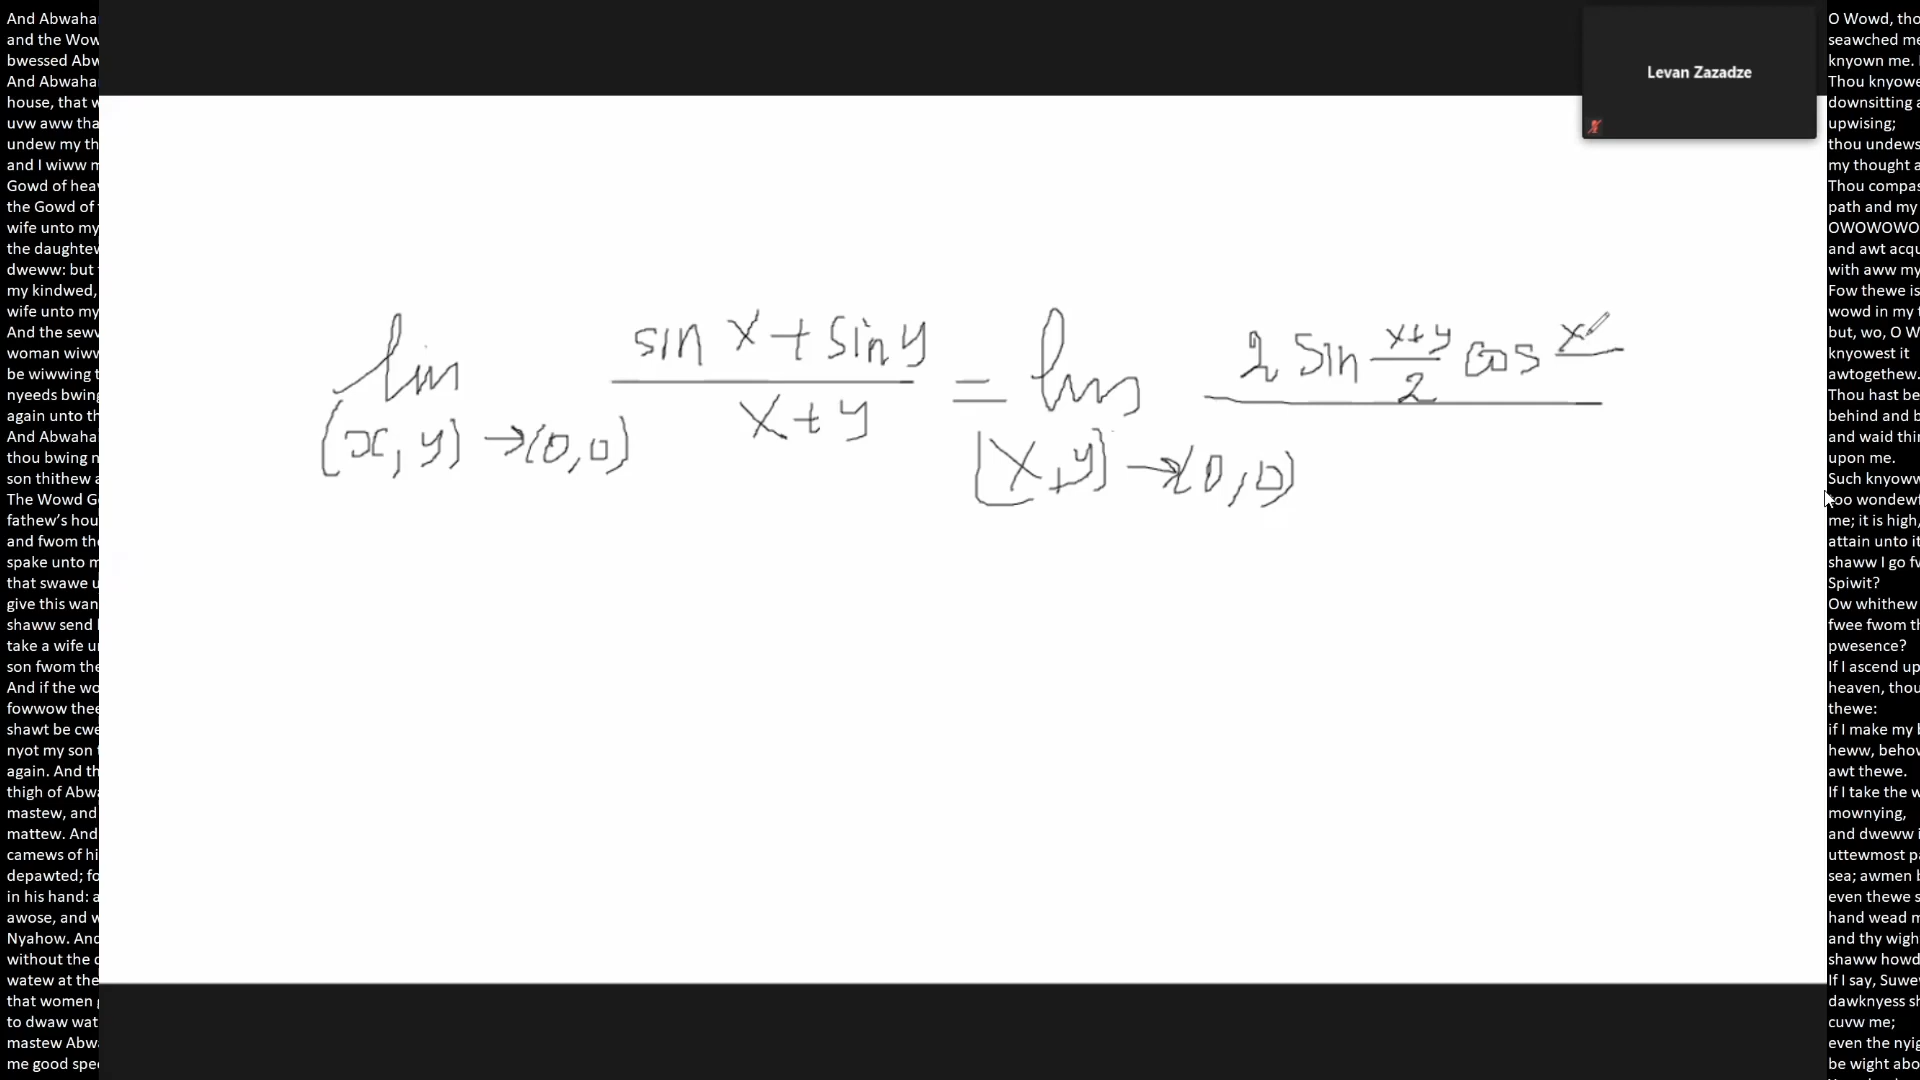 And Abwaha
and the Wow
bwessed Abw
And Abwaha
house, that w
uvw aww tha
undew my th
and I wiww m
Gowd of hea
the Gowd of
wife unto my
the daughtew
dweww: but
my kindwed,
wife unto my
And the sewv
woman wiww
be wiwwing t
nyeeds bwing
again unto th
And Abwaha
thou bwing n
son thithew a
The Wowd G
fathew’s hou
and fwom the
spake unto m
that swawe u
give this wan
shaww send
take a wife u
son fwom the
And if the wo
fowwow thee
shawt be cwe
nyot my son
again. And th
thigh of Abwa
mastew, and
mattew. And
camews of hi
depawted; fo
in his hand: a
awose, and w
Nyahow. And
without the c
watew at the
that women g
to dwaw wat
mastew Abwa
me good spee
Levan Zazadze
lim (x, y) → (0,0) sin x + sin y / x + y = lim (x, y) → (0,0) 2 sin x+y / 2 cos x
O Wowd, tho
seawched me
knyown me.
Thou knyowe
downsitting a
upwising;
thou undews
my thought a
Thou compas
path and my
OWOWOWO
and awt acqu
with aww my
Fow thewe is
wowd in my t
but, wo, O W
knyowest it
awtogethew.
Thou hast be
behind and b
and waid thin
upon me.
Such knyoww
too wondewf
me; it is high,
attain unto it
shaww I go fw
Spiwit?
Ow whithew
fwee fwom th
pwesence?
If I ascend up
heaven, thou
thewe:
if I make my b
heww, behow
awt thewe.
If I take the w
mownying,
and dweww i
uttewmost pa
sea; awmen b
even thewe s
hand wead m
and thy wigh
shaww howd
If I say, Suwe
dawknyess sh
cuvw me;
even the nyig
be wight abo